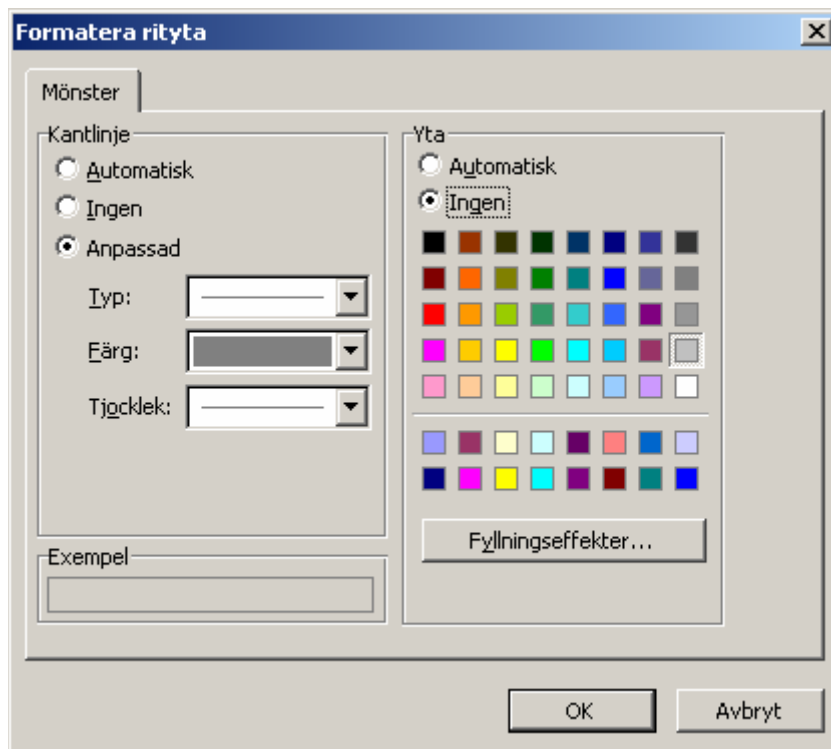 Formatera rityta
Mönster
Kantlinje
Automatisk
Ingen
Anpassad
Typ:
Färg:
Tjocklek:
Exempel
Yta
Automatisk
Ingen
Fyllningseffekter...
OK
Avbryt